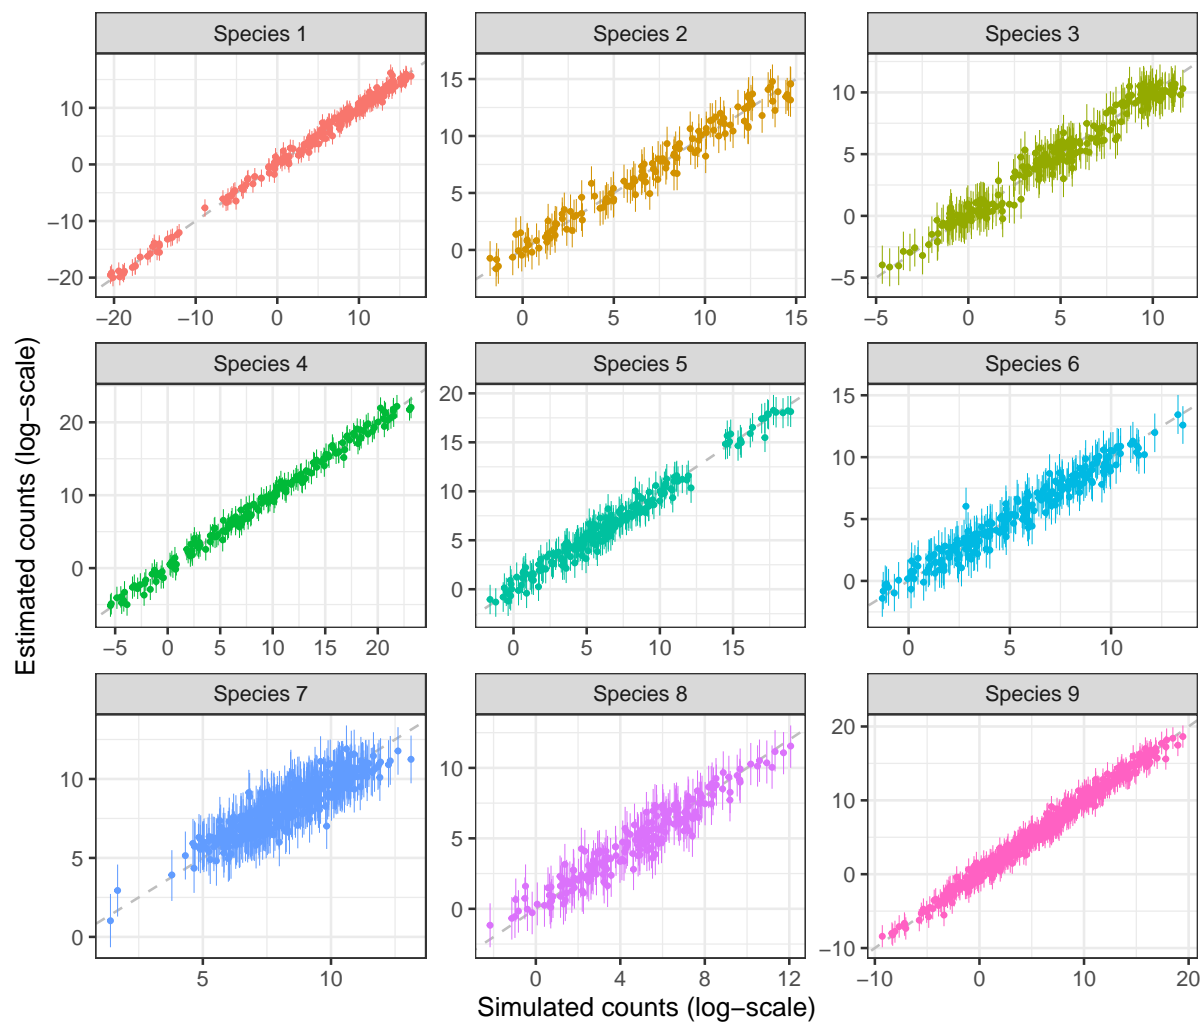 Species 1
Species 2
Species 3
10
0
−10
−20
−20 −10 0 10
15
10
5
0
0 5 10 15
10
5
0
−5
−5 0 5 10
Estimated counts (log−scale)
Species 4
Species 5
Species 6
20
10
0
−5 0 5 10 15 20
20
15
10
5
0
0 5 10 15
15
10
5
0
0 5 10
Species 7
Species 8
Species 9
10
5
0
5 10
10
5
0
0 4 8 12
20
10
0
−10
−10 0 10 20
Simulated counts (log−scale)